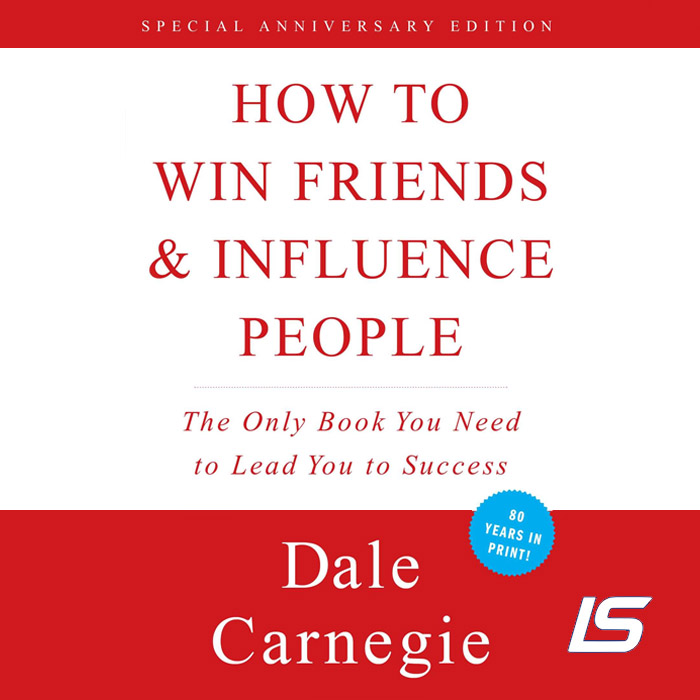 SPECIAL ANNIVERSARY EDITION
HOW TO
WIN FRIENDS
& INFLUENCE
PEOPLE
The Only Book You Need
to Lead You to Success
80
YEARS IN
PRINT!
Dale
Carnegie
LS